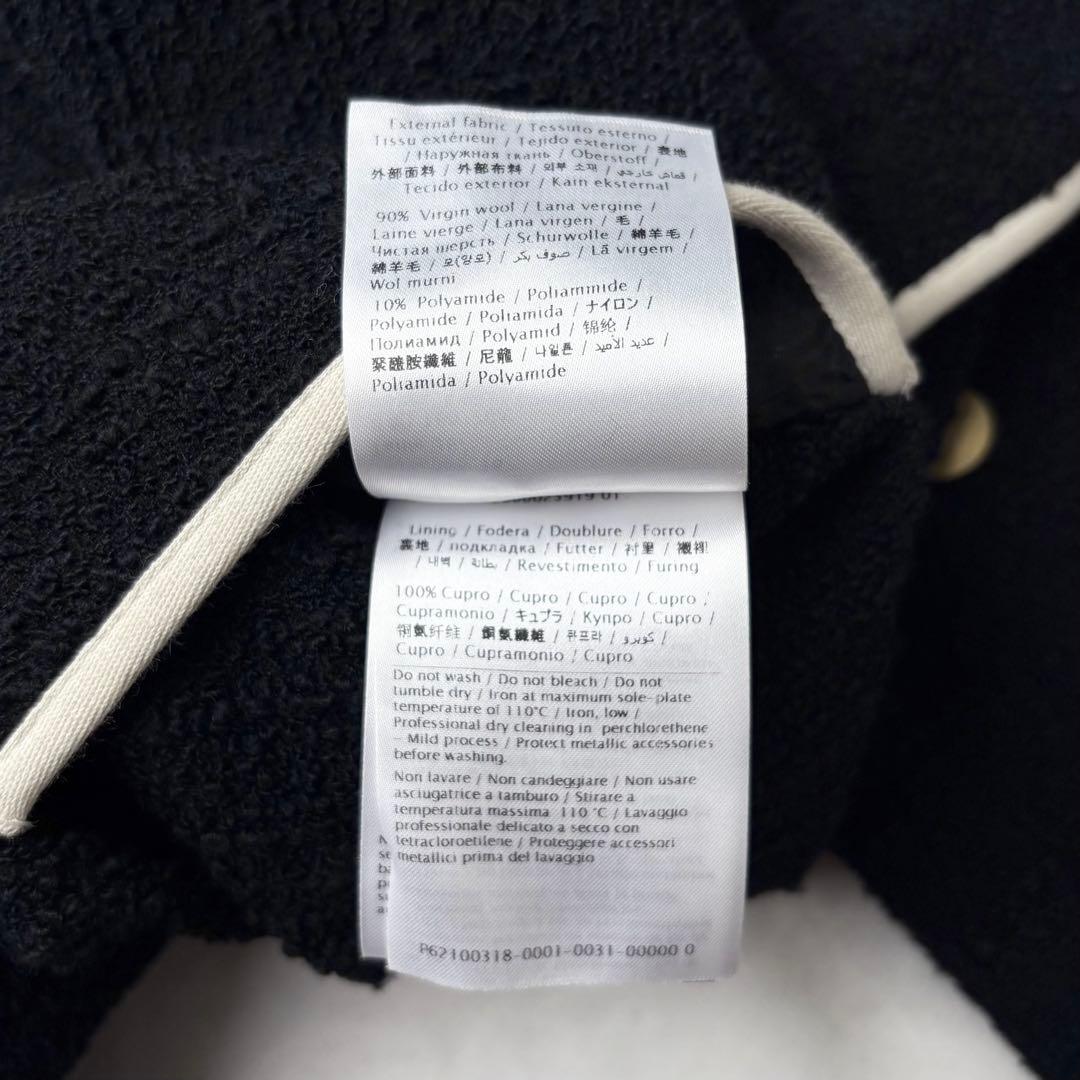 External fabric / Tessuto esterno /
Tissu extérieur / Tejido exterior / 表地
/ Наружная ткань / Oberstoff /
外部面料 / 外部布料 / 외부 소재 / قماش خارجي /
Tecido exterior / Kain eksternal
90% Virgin wool / Lana vergine /
Laine vierge / Lana virgen / 毛 /
Чистая шерсть / Schurwolle / 綿羊毛 /
綿羊毛 / 모(양모) / صوف بكر / Lã virgem /
Wol murni
10% Polyamide / Poliammide /
Polyamide / Poliamida / ナイロン /
Полиамид / Polyamid / 锦纶 /
聚醯胺纖維 / 尼龍 / 나일론 / عديد الأميد /
Poliamida / Polyamide
Lining / Fodera / Doublure / Forro /
裏地 / подкладка / Futter / 衬里 / 襯裡
/ 내벽 / بطانة / Revestimento / Furing
100% Cupro / Cupro / Cupro / Cupro /
Cupramonio / キュプラ / Купро / Cupro /
铜氨纤维 / 銅氨纖維 / 큐프라 / كوبرو /
Cupro / Cupramonio / Cupro
Do not wash / Do not bleach / Do not
tumble dry / Iron at maximum sole-plate
temperature of 110°C / Iron, low /
Professional dry cleaning in perchlorethene
- Mild process / Protect metallic accessories
before washing.
Non lavare / Non candeggiare / Non usare
asciugatrice a tamburo / Stirare a
temperatura massima 110 °C / Lavaggio
professionale delicato a secco con
tetracloroetilene / Proteggere accessori
metallici prima del lavaggio
P62100318-0001-0031-00000 0